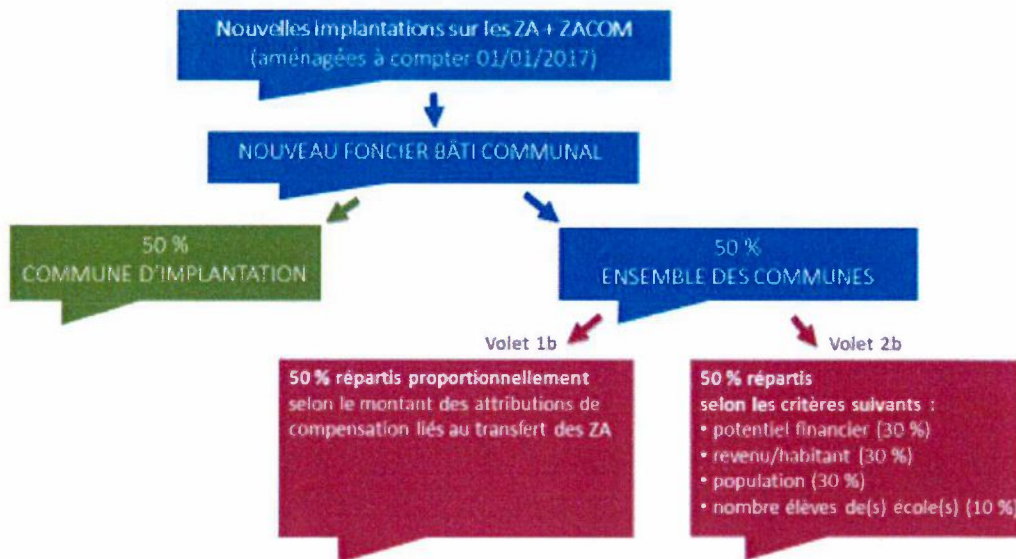 Nouvelles implantations sur les ZA + ZACOM
(aménagées à compter 01/01/2017)
NOUVEAU FONCIER BÂTI COMMUNAL
50 %
COMMUNE D'IMPLANTATION
50 %
ENSEMBLE DES COMMUNES
Volet 1b
50 % répartis proportionnellement
selon le montant des attributions de
compensation liés au transfert des ZA
Volet 2b
50 % répartis
selon les critères suivants :
• potentiel financier (30 %)
• revenu/habitant (30 %)
• population (30 %)
• nombre élèves de(s) école(s) (10 %)